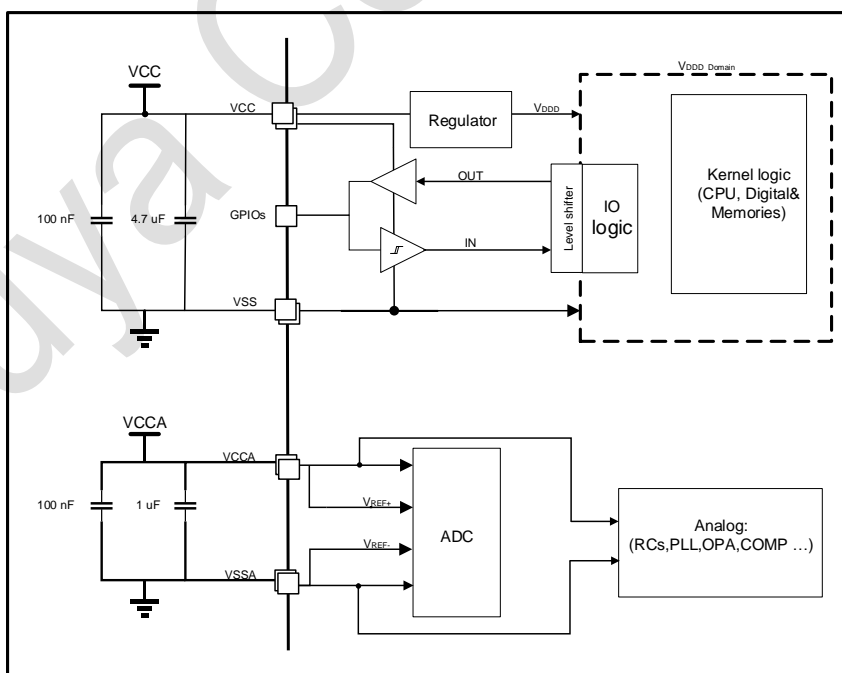 VDDD Domain
VCC
VCC
Regulator
VDDD
Kernel logic
(CPU, Digital&
Memories)
OUT
Level shifter
IO
logic
100 nF
4.7 uF
GPIOs
IN
VSS
VCCA
VCCA
100 nF
1 uF
VREF+
ADC
VREF-
Analog:
(RCs,PLL,OPA,COMP …)
VSSA